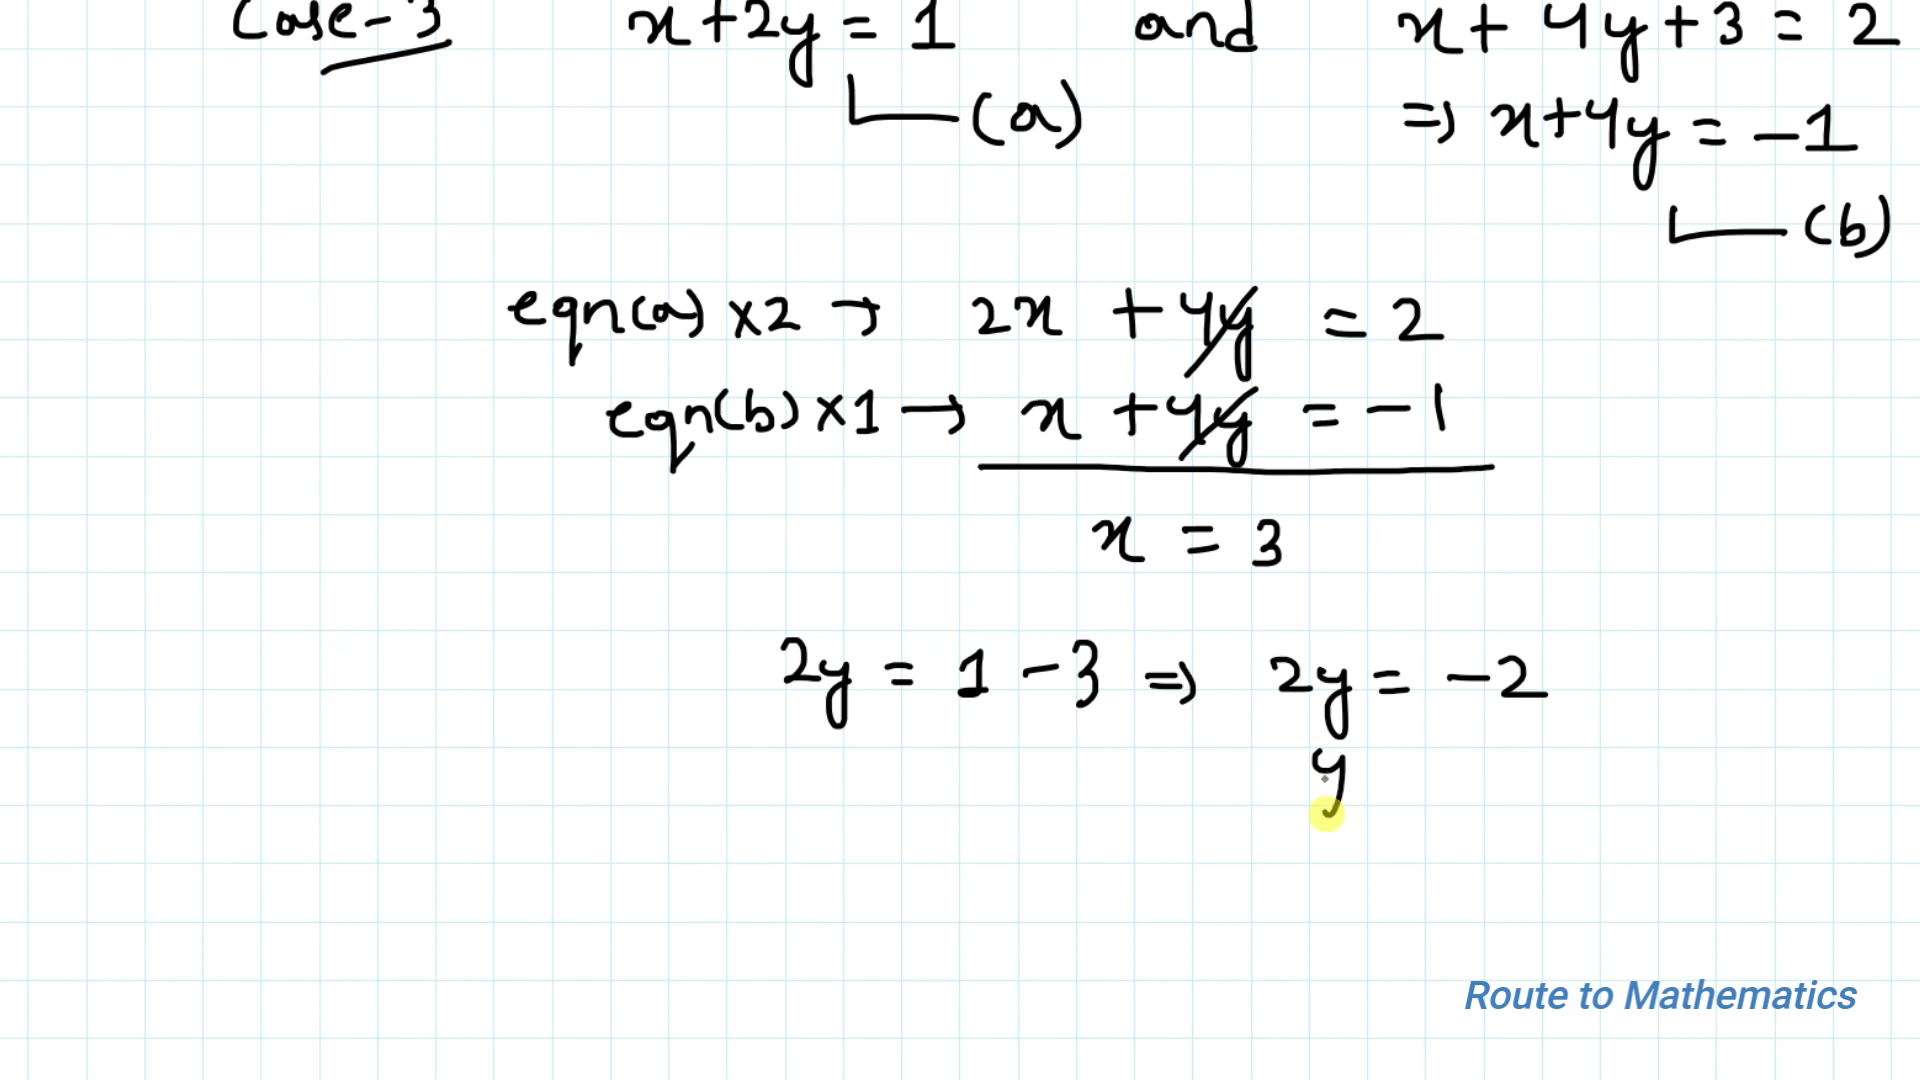 Case-3 x+2y = 1 and x+ 4y+3 = 2
(a) => x+4y = -1
(b)
eqn(a) ×2 → 2x + 4y = 2
eqn(b) ×1 → x + 4y = -1
x = 3
2y = 1 - 3 => 2y = -2
y
Route to Mathematics